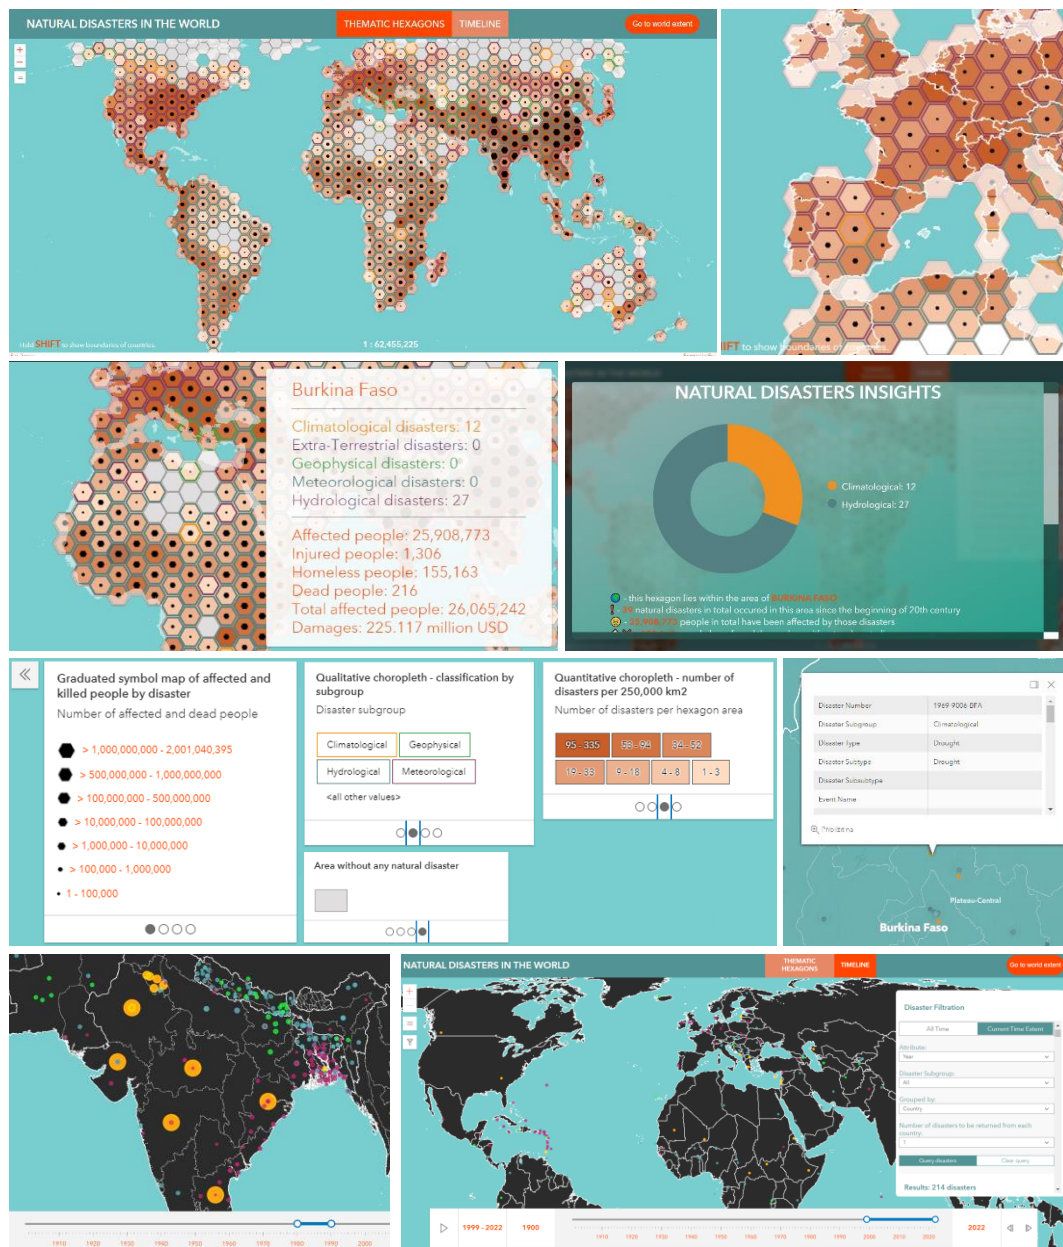 NATURAL DISASTERS IN THE WORLD
THEMATIC HEXAGONS
TIMELINE
Go to world extent
Hold SHIFT to show boundaries of countries.
1 : 62,455,225
IFT to show boundaries of countries.
Burkina Faso
Climatological disasters: 12
Extra-Terrestrial disasters: 0
Geophysical disasters: 0
Meteorological disasters: 0
Hydrological disasters: 27
Affected people: 25,908,773
Injured people: 1,306
Homeless people: 155,163
Dead people: 216
Total affected people: 26,065,242
Damages: 225.117 million USD
NATURAL DISASTERS INSIGHTS
Climatological: 12
Hydrological: 27
- this hexagon lies within the area of BURKINA FASO
- 39 natural disasters in total occured in this area since the beginning of 20th century
- 25,908,773 people in total have been affected by those disasters
Graduated symbol map of affected and
killed people by disaster
Number of affected and dead people
> 1,000,000,000 - 2,001,040,395
> 500,000,000 - 1,000,000,000
> 100,000,000 - 500,000,000
> 10,000,000 - 100,000,000
> 1,000,000 - 10,000,000
> 100,000 - 1,000,000
1 - 100,000
Qualitative choropleth - classification by
subgroup
Disaster subgroup
Climatological
Geophysical
Hydrological
Meteorological
<all other values>
Area without any natural disaster
Quantitative choropleth - number of
disasters per 250,000 km2
Number of disasters per hexagon area
95 - 335
53 - 94
34 - 52
19 - 33
9 - 18
4 - 8
1 - 3
Disaster Number 1969-9006-BFA
Disaster Subgroup Climatological
Disaster Type Drought
Disaster Subtype Drought
Disaster Subsubtype
Event Name
Plateau-Central
Burkina Faso
1910 1920 1930 1940 1950 1960 1970 1980 1990 2000
NATURAL DISASTERS IN THE WORLD
THEMATIC
HEXAGONS
TIMELINE
Go to world extent
Disaster Filtration
All Time
Current Time Extent
Attribute:
Year
Disaster Subgroup:
All
Grouped by:
Country
Number of disasters to be returned from each
country:
1
Query disasters
Clear query
Results: 214 disasters
1999 - 2022
1900
1910 1920 1930 1940 1950 1960 1970 1980 1990 2000 2010 2020
2022